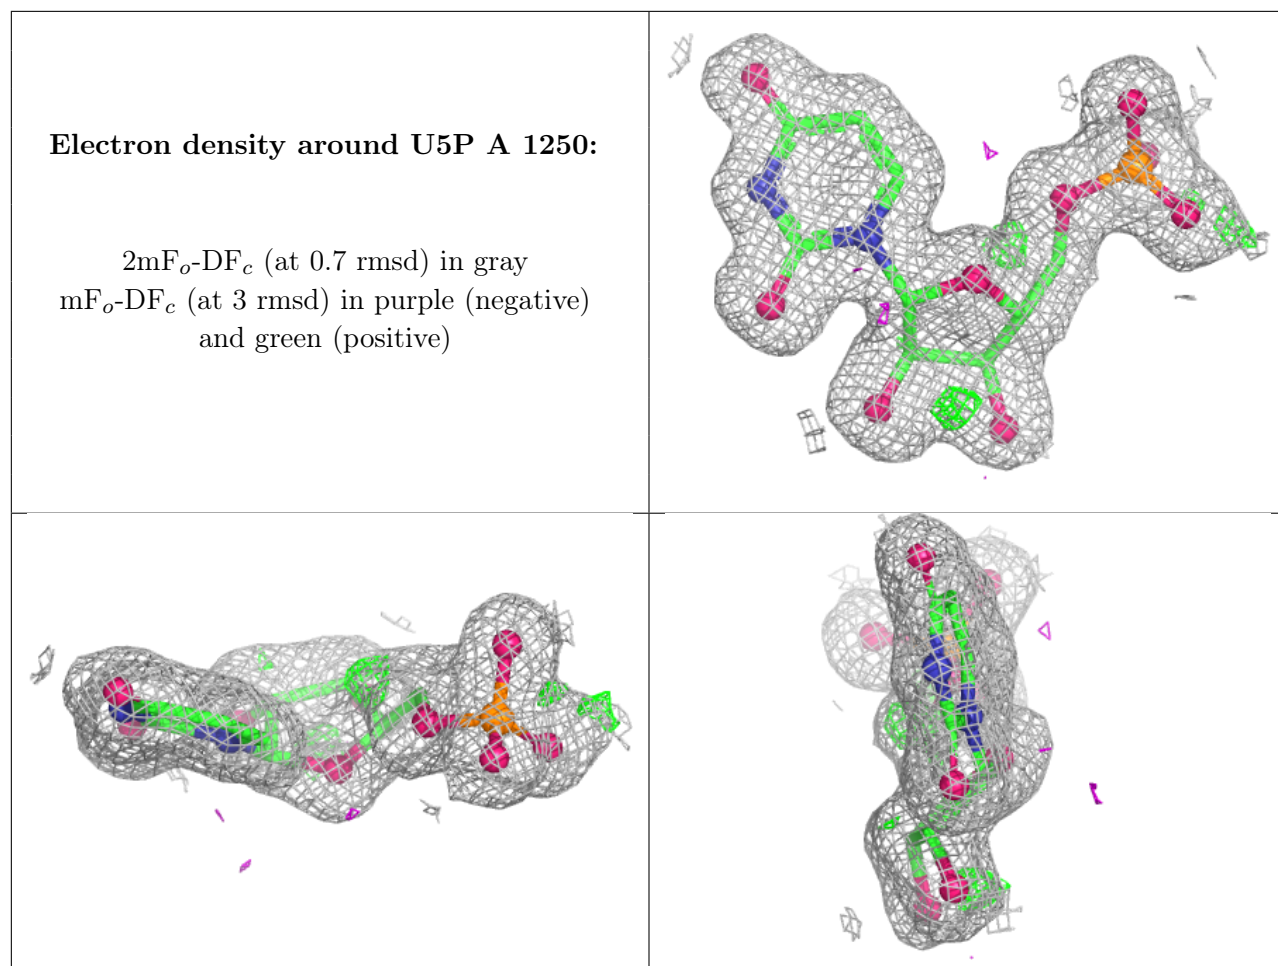 Electron density around U5P A 1250:
2mFo-DFc (at 0.7 rmsd) in gray
mFo-DFc (at 3 rmsd) in purple (negative)
and green (positive)